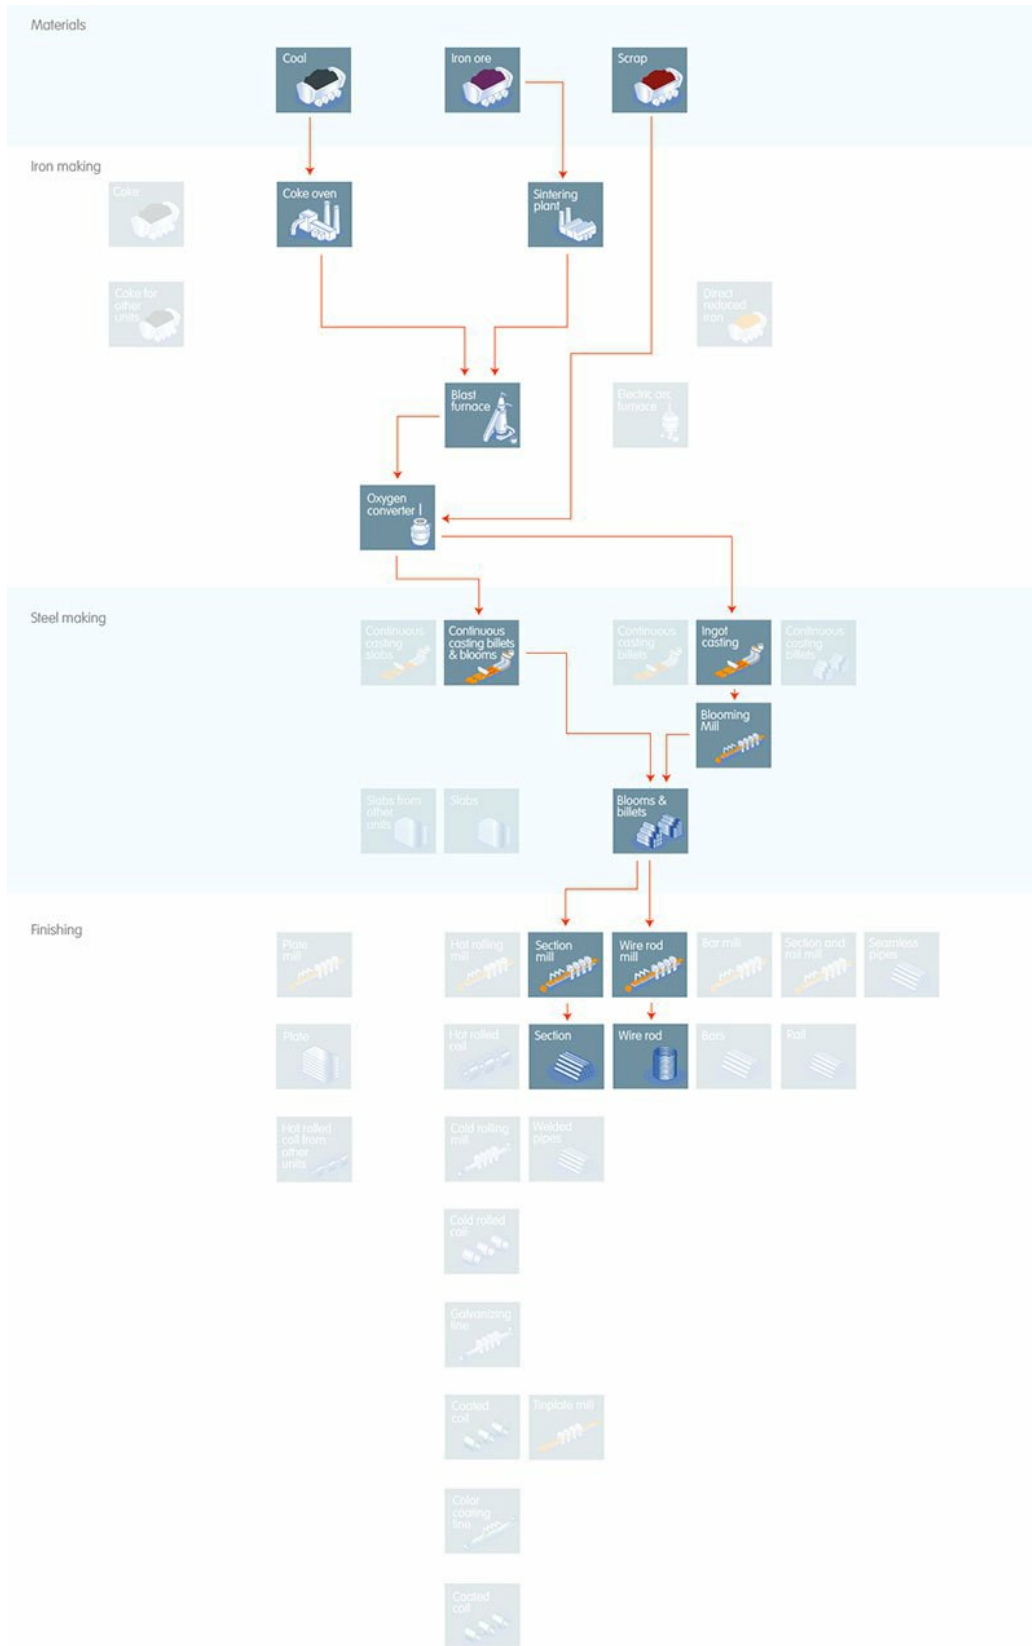 Materials
Coal
Iron ore
Scrap
Iron making
Coke
Coke oven
Sintering
plant
Coke for
other
units
Direct
reduced
iron
Blast
furnace
Electric arc
furnace
Oxygen
converter
Steel making
Continuous
casting
slabs
Continuous
casting billets
& blooms
Continuous
casting
billets
Ingot
casting
Continuous
casting
billets
Blooming
Mill
Slabs from
other
units
Slabs
Blooms &
billets
Finishing
Plate
mill
Hot rolling
mill
Section
mill
Wire rod
mill
Bar mill
Section and
rail mill
Seamless
pipes
Plate
Hot rolled
coil
Section
Wire rod
Bars
Rail
Hot rolled
coil from
other
units
Cold rolling
mill
Welded
pipes
Cold rolled
coil
Galvanizing
line
Coated
coil
Tinplate mill
Color
coating
line
Coated
coil